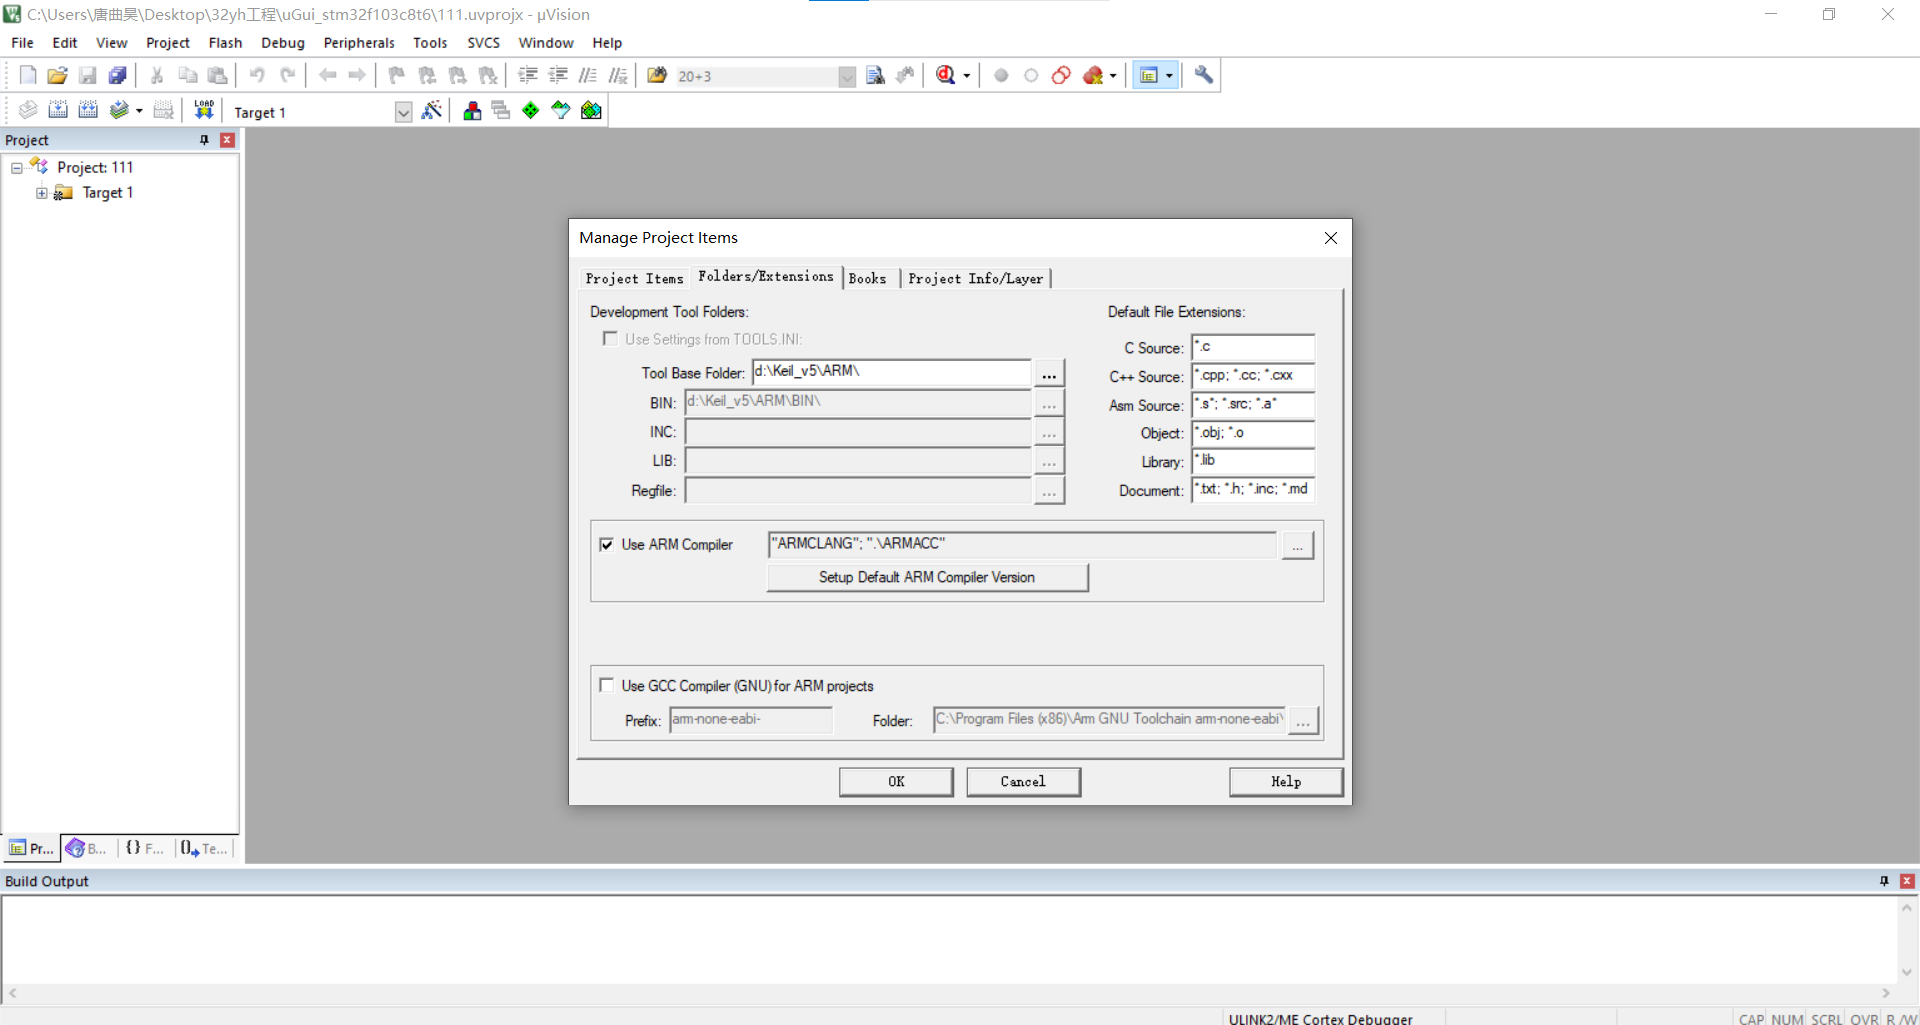 C:\Users\唐曲昊\Desktop\32yh工程\uGui_stm32f103c8t6\111.uvprojx - µVision
File Edit View Project Flash Debug Peripherals Tools SVCS Window Help
20+3
LOAD
Target 1
Project
Project: 111
Target 1
Manage Project Items
Project Items Folders/Extensions Books Project Info/Layer
Development Tool Folders:
Use Settings from TOOLS.INI:
Tool Base Folder: d:\Keil_v5\ARM\ ...
BIN: d:\Keil_v5\ARM\BIN\ ...
INC: ...
LIB: ...
Regfile: ...
Default File Extensions:
C Source: *.c
C++ Source: *.cpp; *.cc; *.cxx
Asm Source: *.s*; *.src; *.a*
Object: *.obj; *.o
Library: *.lib
Document: *.txt; *.h; *.inc; *.md
Use ARM Compiler "ARMCLANG"; ".\ARMACC" ...
Setup Default ARM Compiler Version
Use GCC Compiler (GNU) for ARM projects
Prefix: arm-none-eabi- Folder: C:\Program Files (x86)\Arm GNU Toolchain arm-none-eabi\ ...
OK Cancel Help
Pr... B... {} F... 0 Te...
Build Output
ULINK2/ME Cortex Debugger CAP NUM SCRL OVR R/W